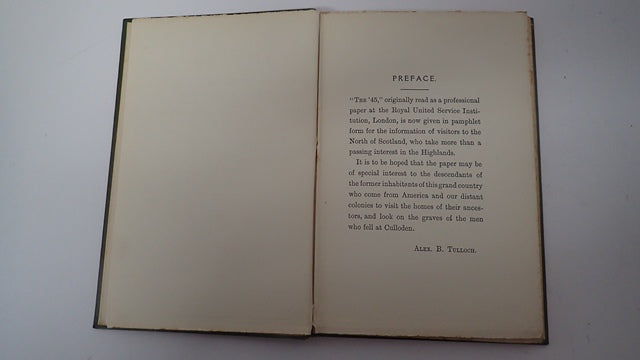 PREFACE.
"THE '45," originally read as a professional
paper at the Royal United Service Insti-
tution, London, is now given in pamphlet
form for the information of visitors to the
North of Scotland, who take more than a
passing interest in the Highlands.
It is to be hoped that the paper may be
of special interest to the descendants of
the former inhabitents of this grand country
who come from America and our distant
colonies to visit the homes of their ances-
tors, and look on the graves of the men
who fell at Culloden.
ALEX. B. TULLOCH.